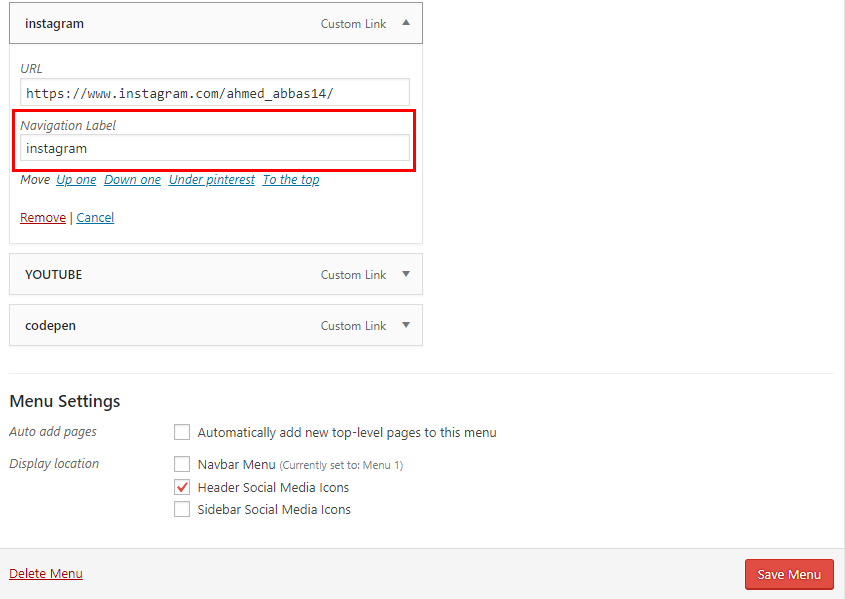 instagram Custom Link
URL
https://www.instagram.com/ahmed_abbas14/
Navigation Label
instagram
Move Up one Down one Under pinterest To the top
Remove | Cancel
YOUTUBE Custom Link
codepen Custom Link
Menu Settings
Auto add pages Automatically add new top-level pages to this menu
Display location Navbar Menu (Currently set to: Menu 1)
Header Social Media Icons
Sidebar Social Media Icons
Delete Menu Save Menu